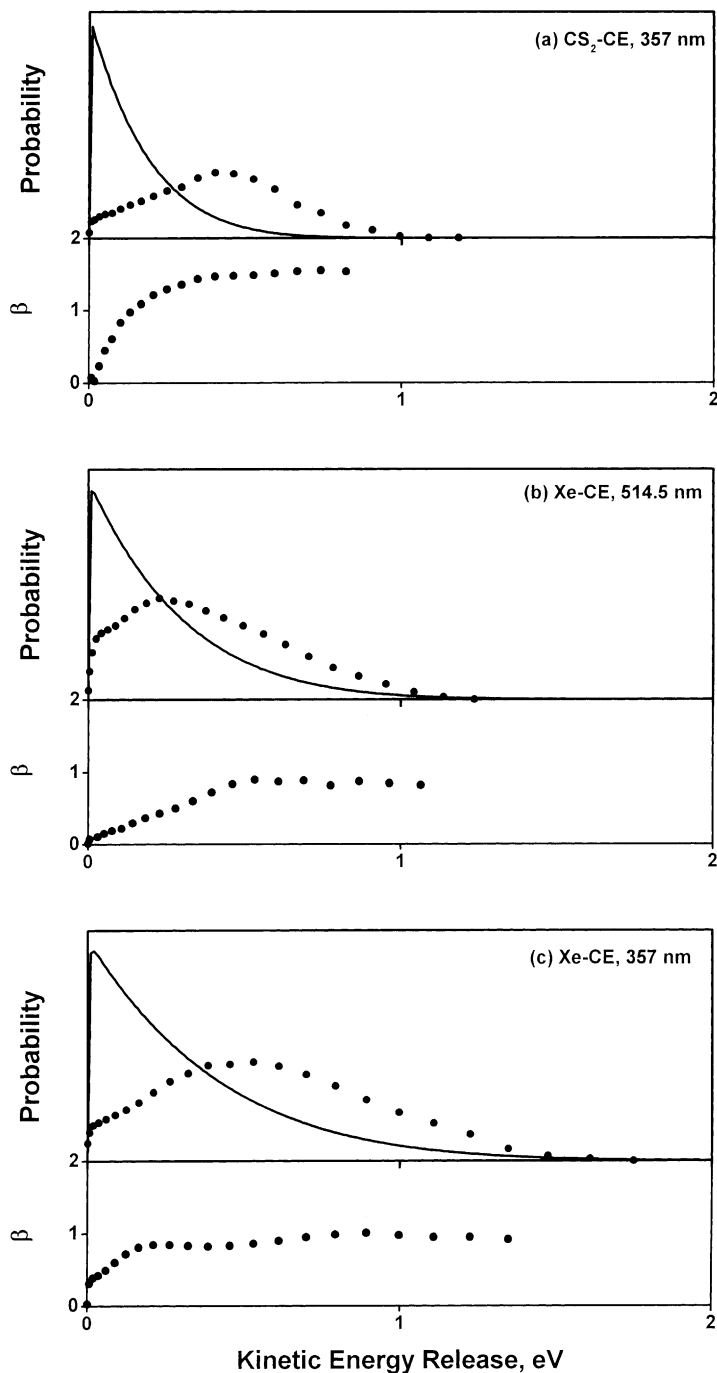 (a) CS₂-CE, 357 nm
Probability
2
β
1
0
0
1
2
(b) Xe-CE, 514.5 nm
Probability
2
β
1
0
0
1
2
(c) Xe-CE, 357 nm
Probability
2
β
1
0
0
1
2
Kinetic Energy Release, eV